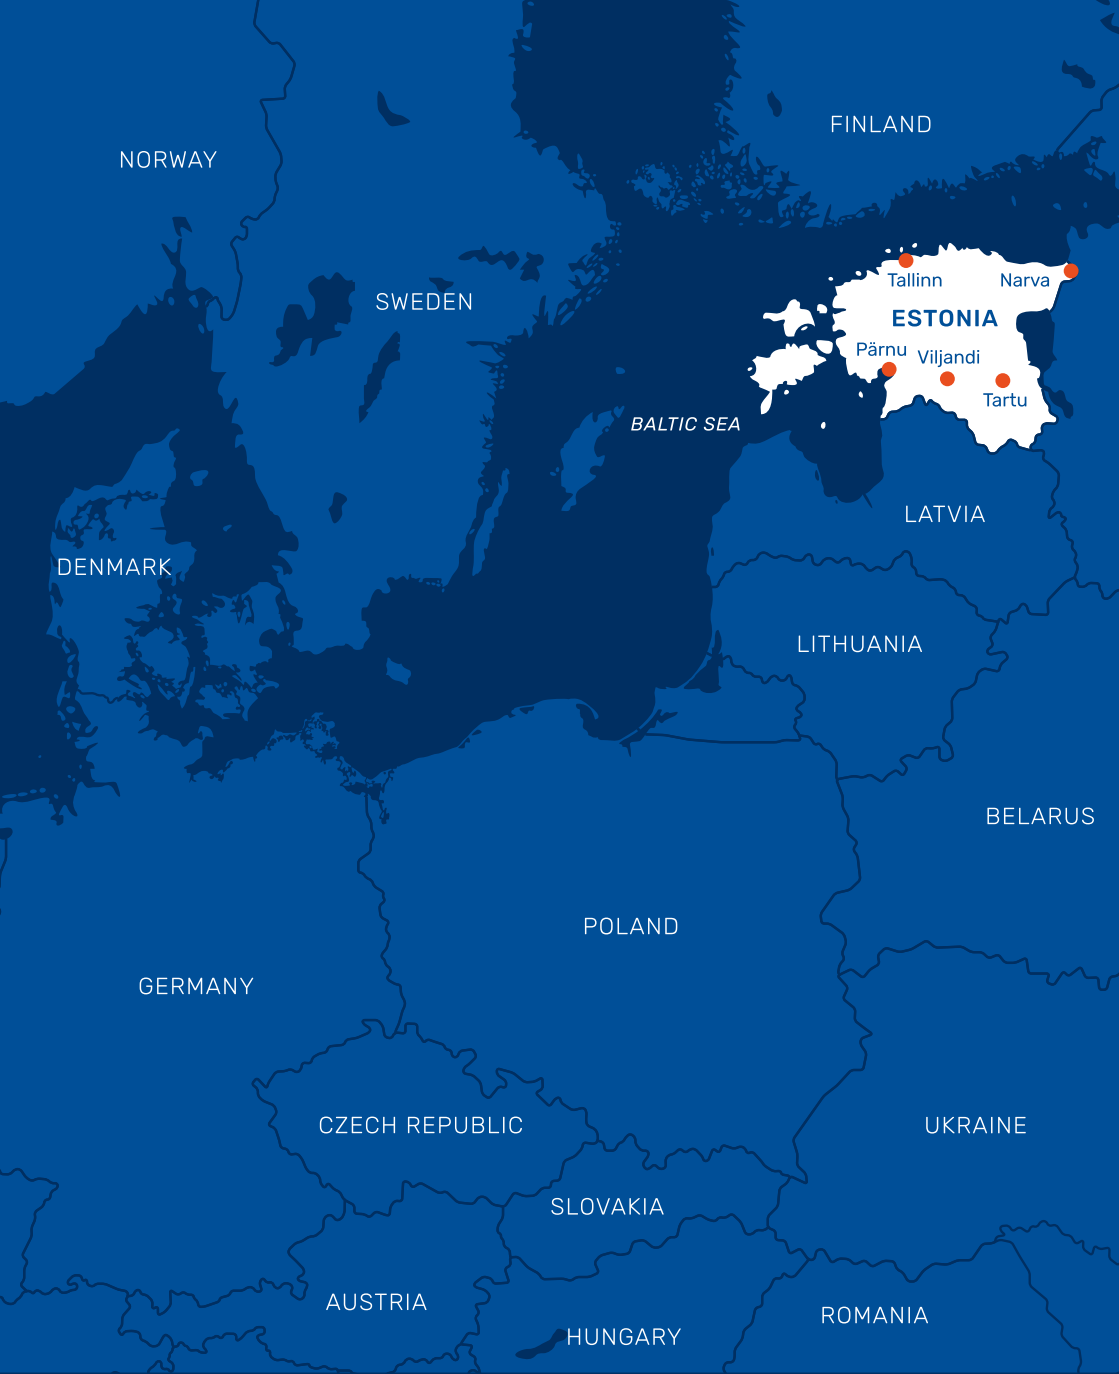 FINLAND
NORWAY
Tallinn
Narva
SWEDEN
ESTONIA
Pärnu
Viljandi
Tartu
BALTIC SEA
LATVIA
DENMARK
LITHUANIA
BELARUS
POLAND
GERMANY
CZECH REPUBLIC
UKRAINE
SLOVAKIA
AUSTRIA
ROMANIA
HUNGARY